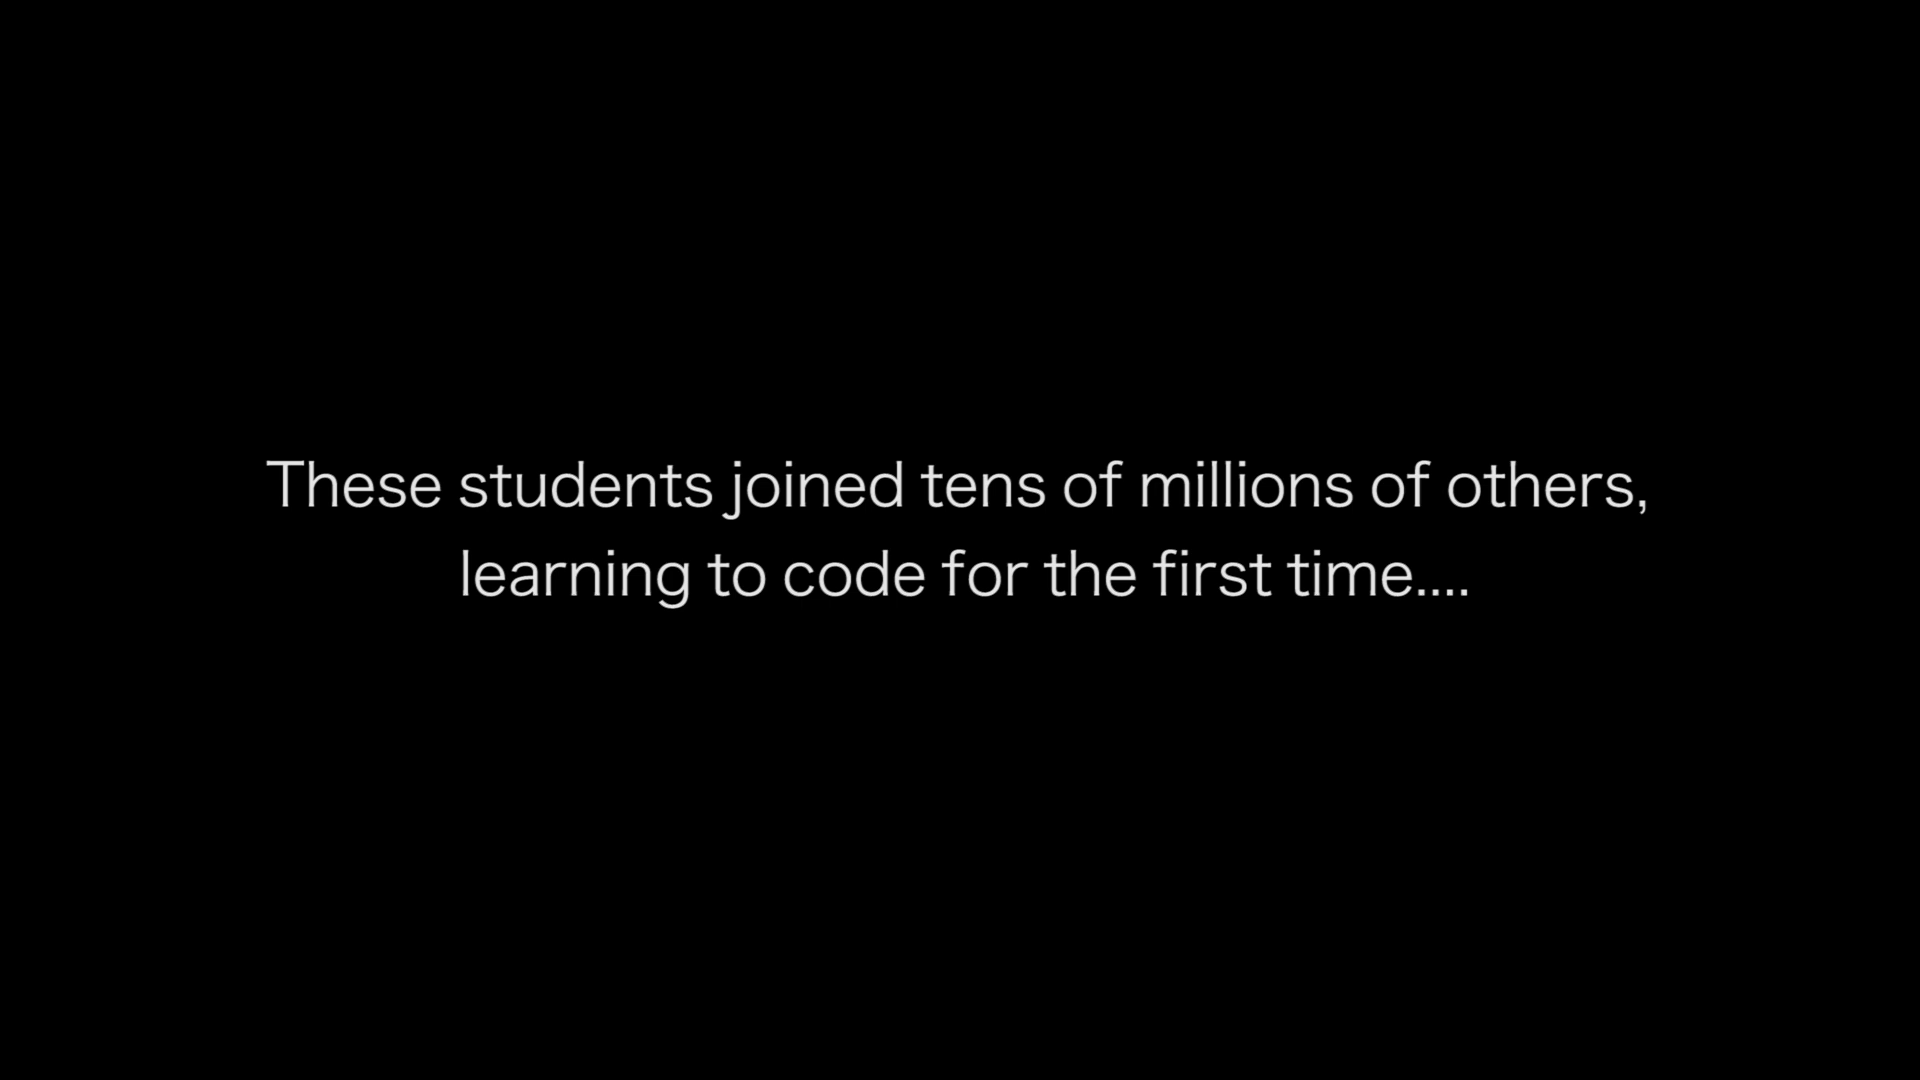 These students joined tens of millions of others,
learning to code for the first time....